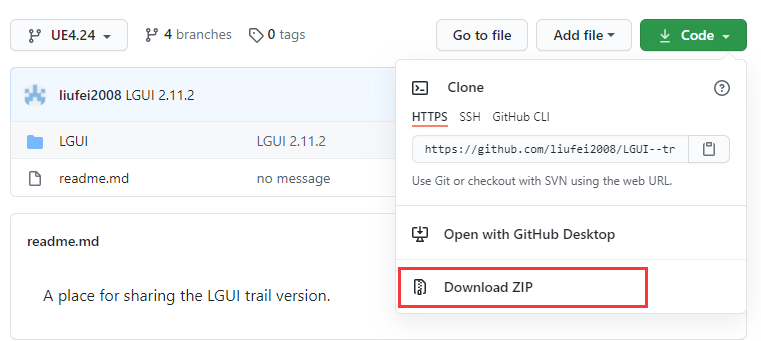 UE4.24 4 branches 0 tags Go to file Add file Code
liufei2008 LGUI 2.11.2
LGUI LGUI 2.11.2
readme.md no message
readme.md
A place for sharing the LGUI trail version.
Clone
HTTPS SSH GitHub CLI
https://github.com/liufei2008/LGUI--tr
Use Git or checkout with SVN using the web URL.
Open with GitHub Desktop
Download ZIP